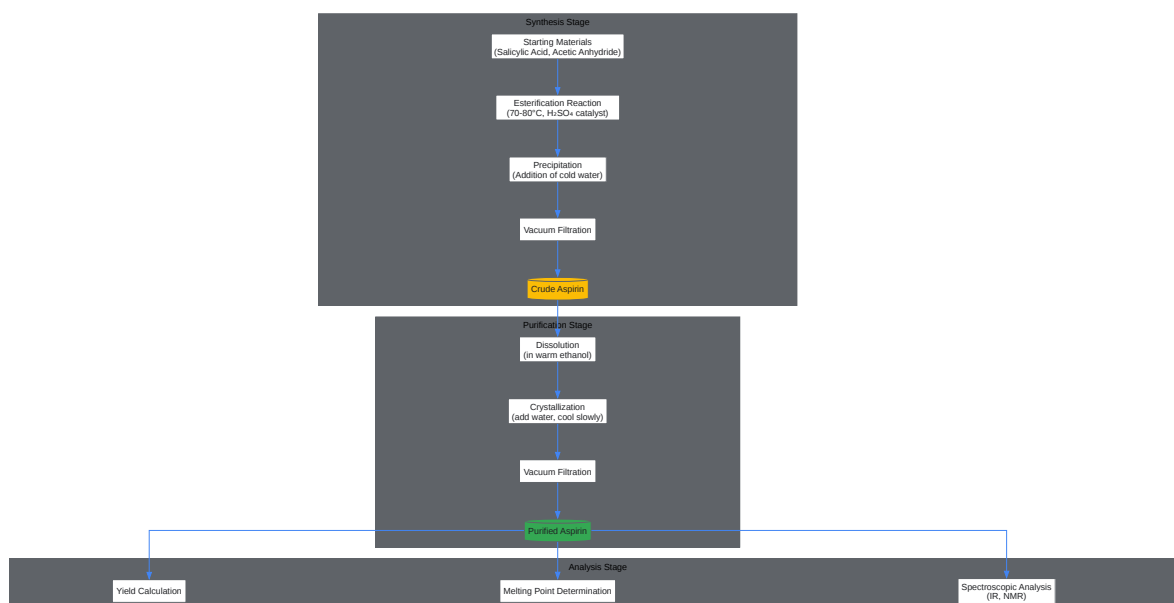 Synthesis Stage
Starting Materials
(Salicylic Acid, Acetic Anhydride)
Esterification Reaction
(70-80°C, H₂SO₄ catalyst)
Precipitation
(Addition of cold water)
Vacuum Filtration
Crude Aspirin
Purification Stage
Dissolution
(in warm ethanol)
Crystallization
(add water, cool slowly)
Vacuum Filtration
Purified Aspirin
Analysis Stage
Yield Calculation
Melting Point Determination
Spectroscopic Analysis
(IR, NMR)